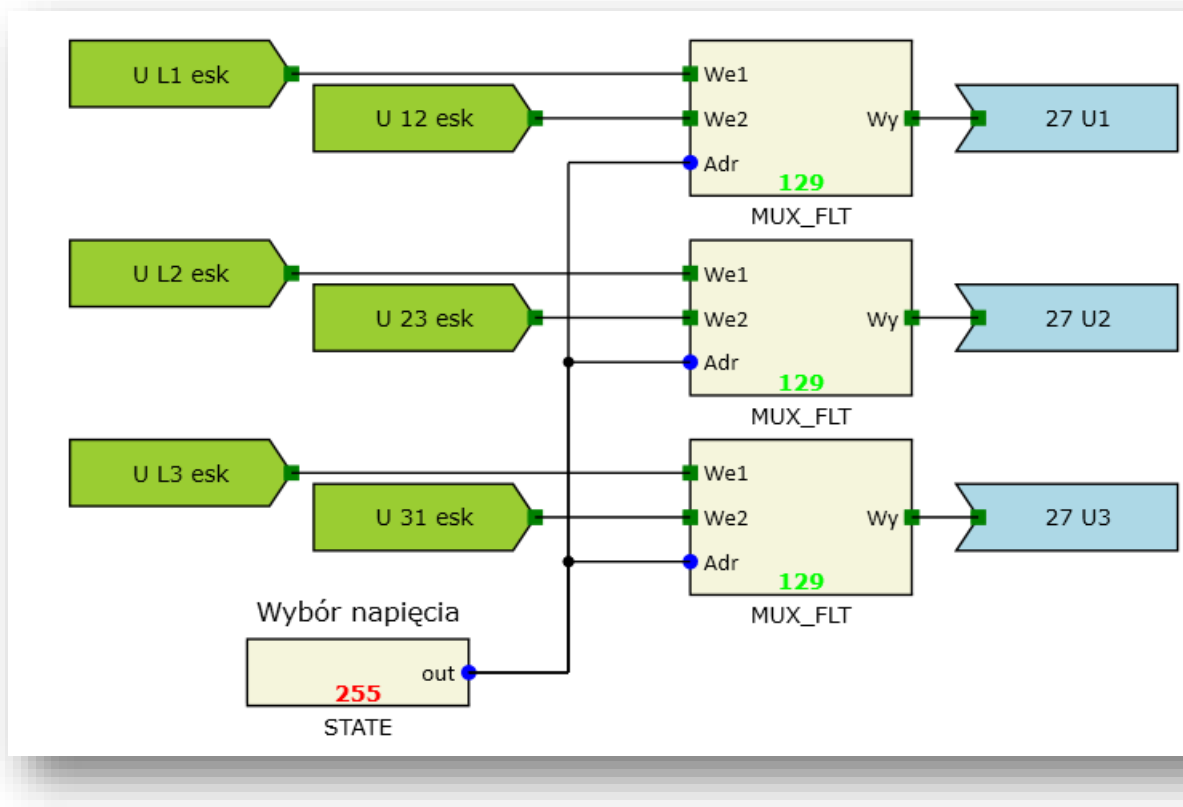 U L1 esk
U 12 esk
We1
We2
Adr
Wy
129
MUX_FLT
27 U1
U L2 esk
U 23 esk
We1
We2
Adr
Wy
129
MUX_FLT
27 U2
U L3 esk
U 31 esk
We1
We2
Adr
Wy
129
MUX_FLT
27 U3
Wybór napięcia
out
255
STATE